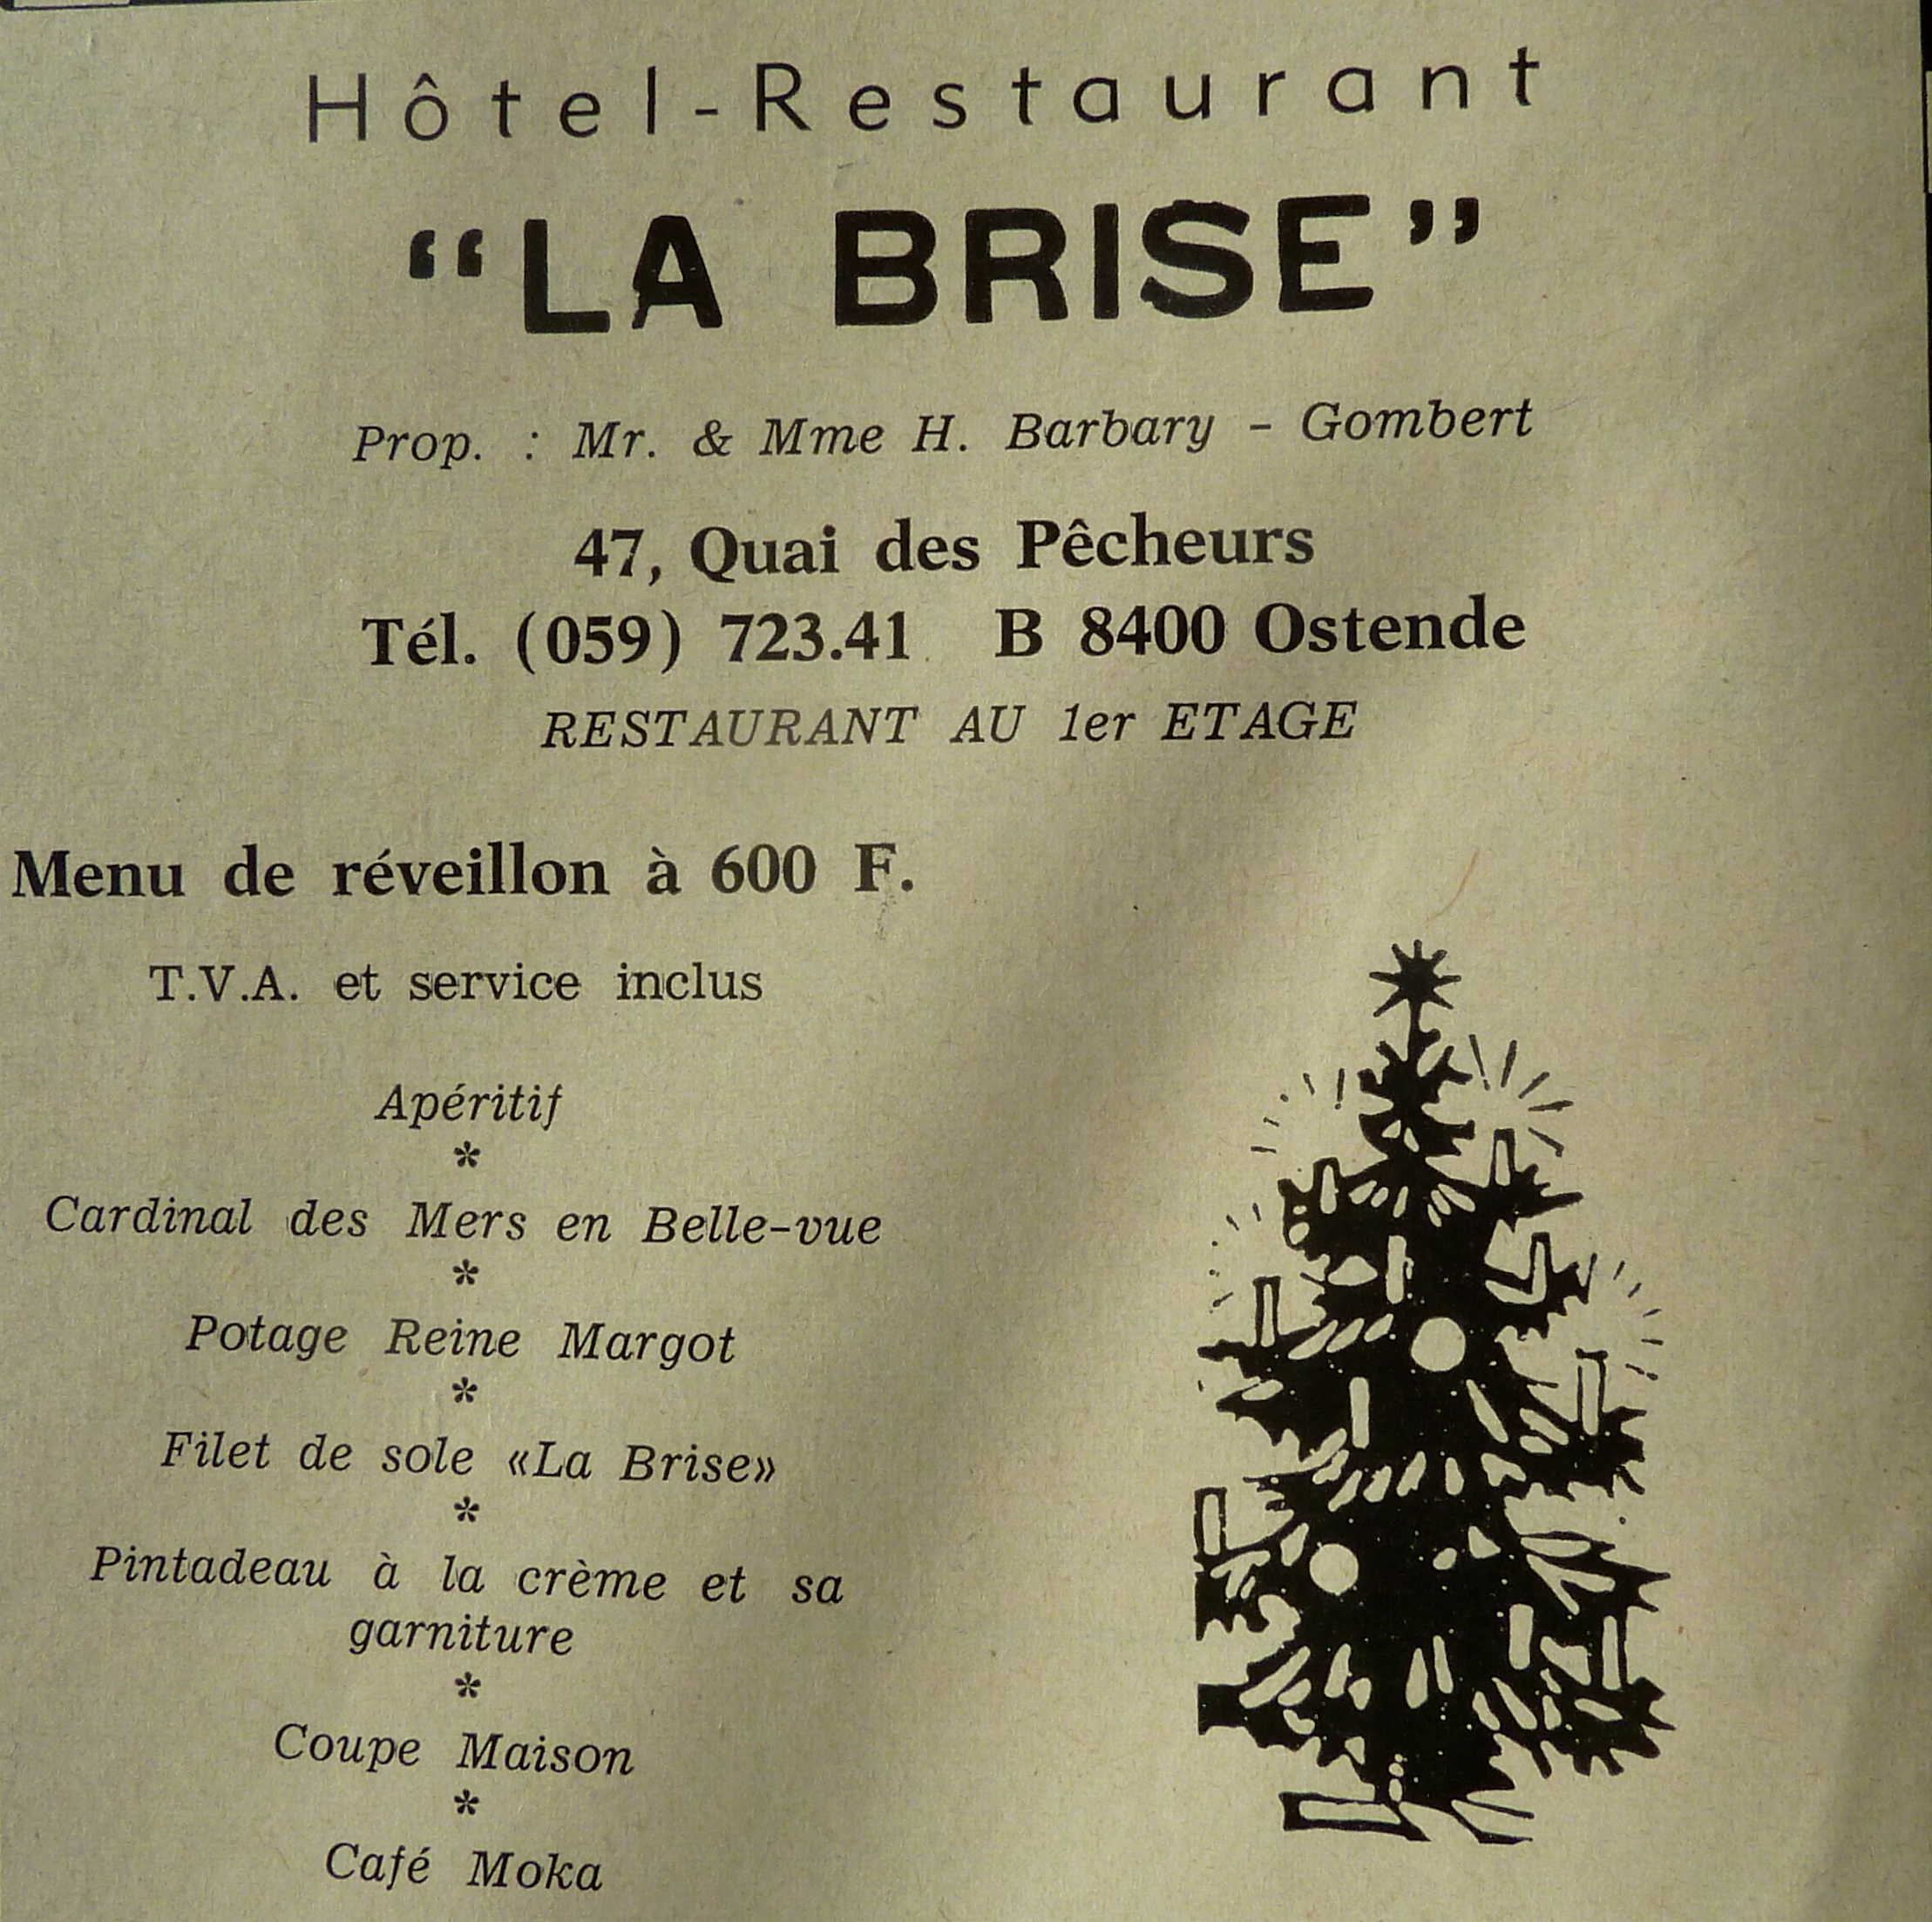 Hôtel-Restaurant
“LA BRISE”
Prop. : Mr. & Mme H. Barbary - Gombert
47, Quai des Pêcheurs
Tél. (059) 723.41 B 8400 Ostende
RESTAURANT AU 1er ETAGE
Menu de réveillon à 600 F.
T.V.A. et service inclus
Apéritif
*
Cardinal des Mers en Belle-vue
*
Potage Reine Margot
*
Filet de sole «La Brise»
*
Pintadeau à la crème et sa
garniture
*
Coupe Maison
*
Café Moka